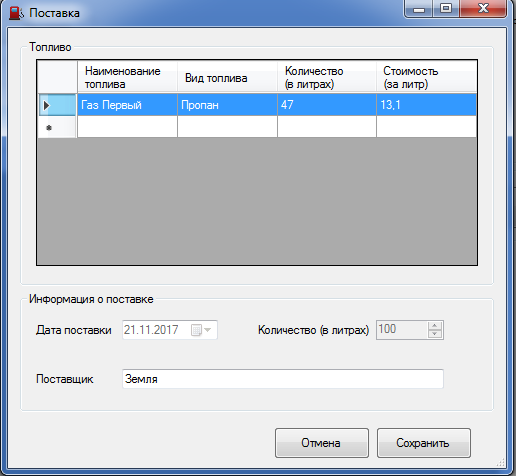 Поставка
Топливо
Наименование топлива
Вид топлива
Количество (в литрах)
Стоимость (за литр)
Газ Первый
Пропан
47
13,1
*
Информация о поставке
Дата поставки
21.11.2017
Количество (в литрах)
100
Поставщик
Земля
Отмена
Сохранить